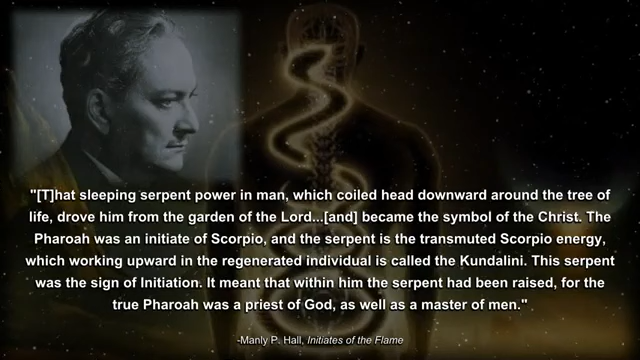 "[T]hat sleeping serpent power in man, which coiled head downward around the tree of
life, drove him from the garden of the Lord...[and] became the symbol of the Christ. The
Pharoah was an initiate of Scorpio, and the serpent is the transmuted Scorpio energy,
which working upward in the regenerated individual is called the Kundalini. This serpent
was the sign of Initiation. It meant that within him the serpent had been raised, for the
true Pharoah was a priest of God, as well as a master of men."
-Manly P. Hall, Initiates of the Flame